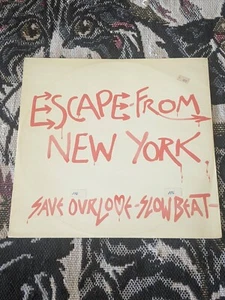 ESCAPE FROM
NEW YORK
SAVE OUR LOVE - SLOW BEAT -